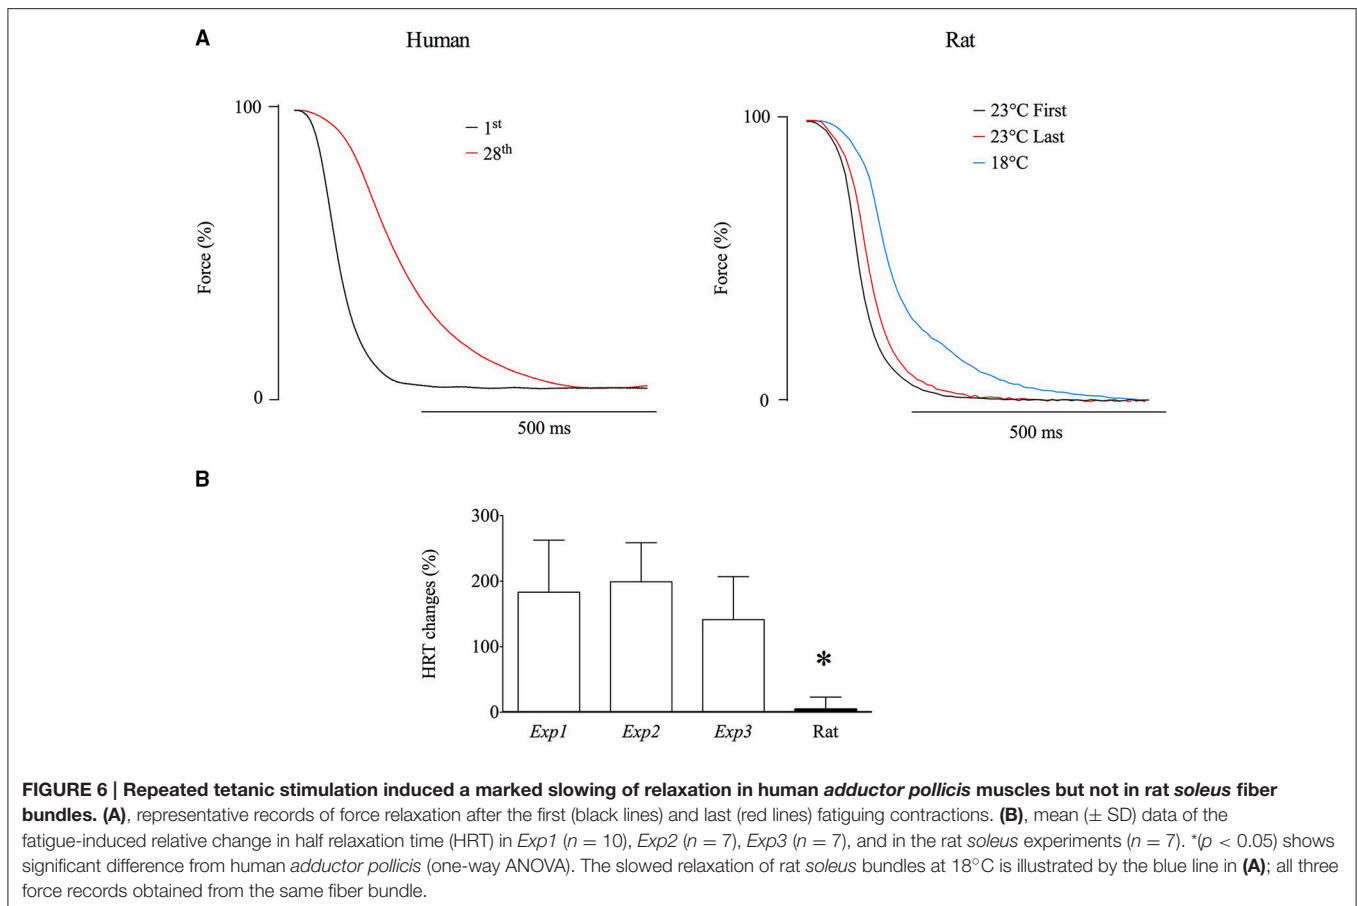 A
Human
Rat
100
0
Force (%)
1st
28th
500 ms
100
0
Force (%)
23°C First
23°C Last
18°C
500 ms
B
300
200
100
0
HRT changes (%)
*
Exp1 Exp2 Exp3 Rat
FIGURE 6 | Repeated tetanic stimulation induced a marked slowing of relaxation in human adductor pollicis muscles but not in rat soleus fiber
bundles. (A), representative records of force relaxation after the first (black lines) and last (red lines) fatiguing contractions. (B), mean (± SD) data of the
fatigue-induced relative change in half relaxation time (HRT) in Exp1 (n = 10), Exp2 (n = 7), Exp3 (n = 7), and in the rat soleus experiments (n = 7). *(p < 0.05) shows
significant difference from human adductor pollicis (one-way ANOVA). The slowed relaxation of rat soleus bundles at 18°C is illustrated by the blue line in (A); all three
force records obtained from the same fiber bundle.